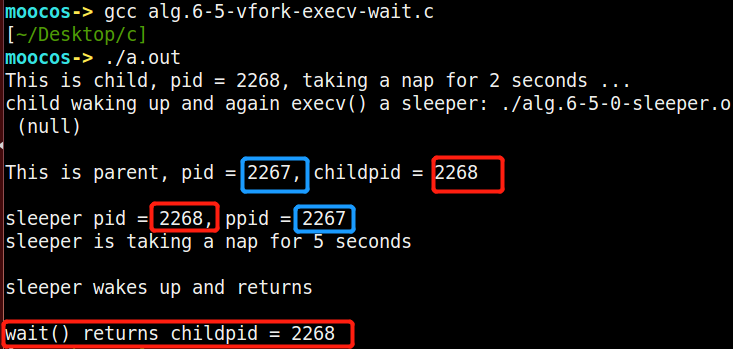 moocos-> gcc alg.6-5-vfork-execv-wait.c
[~/Desktop/c]
moocos-> ./a.out
This is child, pid = 2268, taking a nap for 2 seconds ...
child waking up and again execv() a sleeper: ./alg.6-5-0-sleeper.o
(null)
This is parent, pid = 2267, childpid = 2268
sleeper pid = 2268, ppid = 2267
sleeper is taking a nap for 5 seconds
sleeper wakes up and returns
wait() returns childpid = 2268